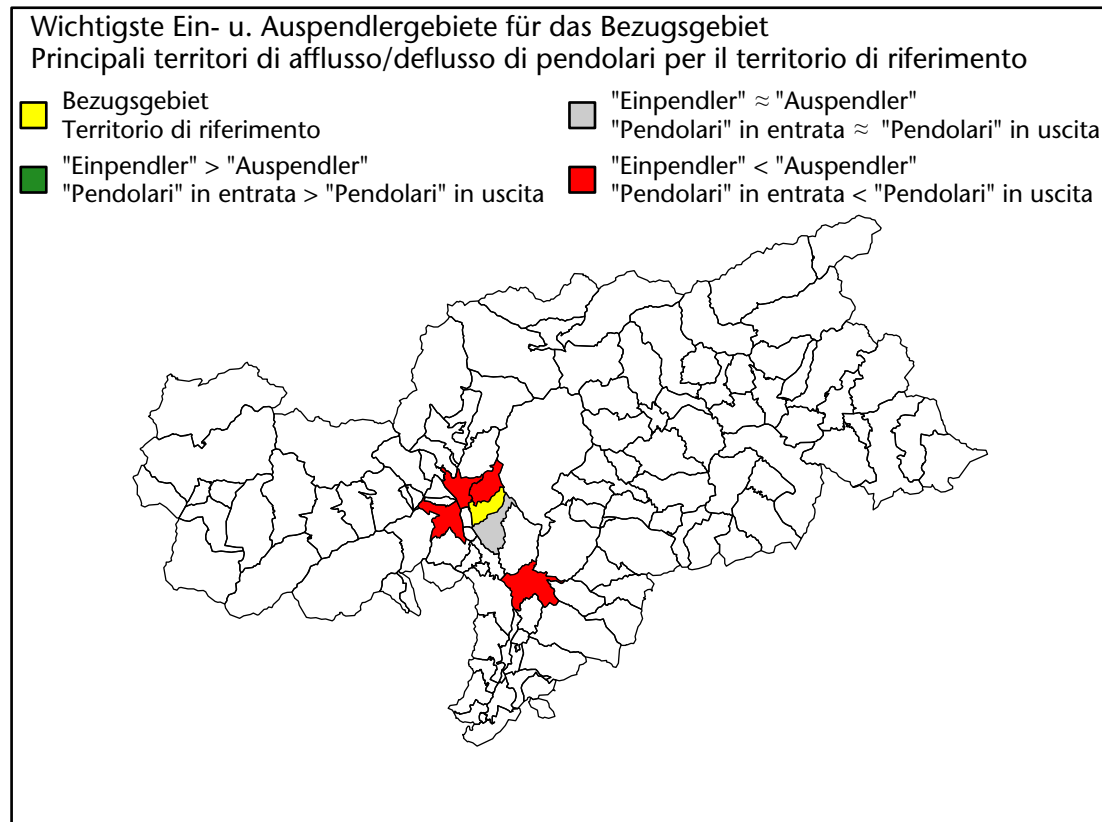 Wichtigste Ein- u. Auspendlergebiete für das Bezugsgebiet
Principali territori di afflusso/deflusso di pendolari per il territorio di riferimento
Bezugsgebiet
Territorio di riferimento
"Einpendler" > "Auspendler"
"Pendolari" in entrata > "Pendolari" in uscita
"Einpendler" ≈ "Auspendler"
"Pendolari" in entrata ≈ "Pendolari" in uscita
"Einpendler" < "Auspendler"
"Pendolari" in entrata < "Pendolari" in uscita